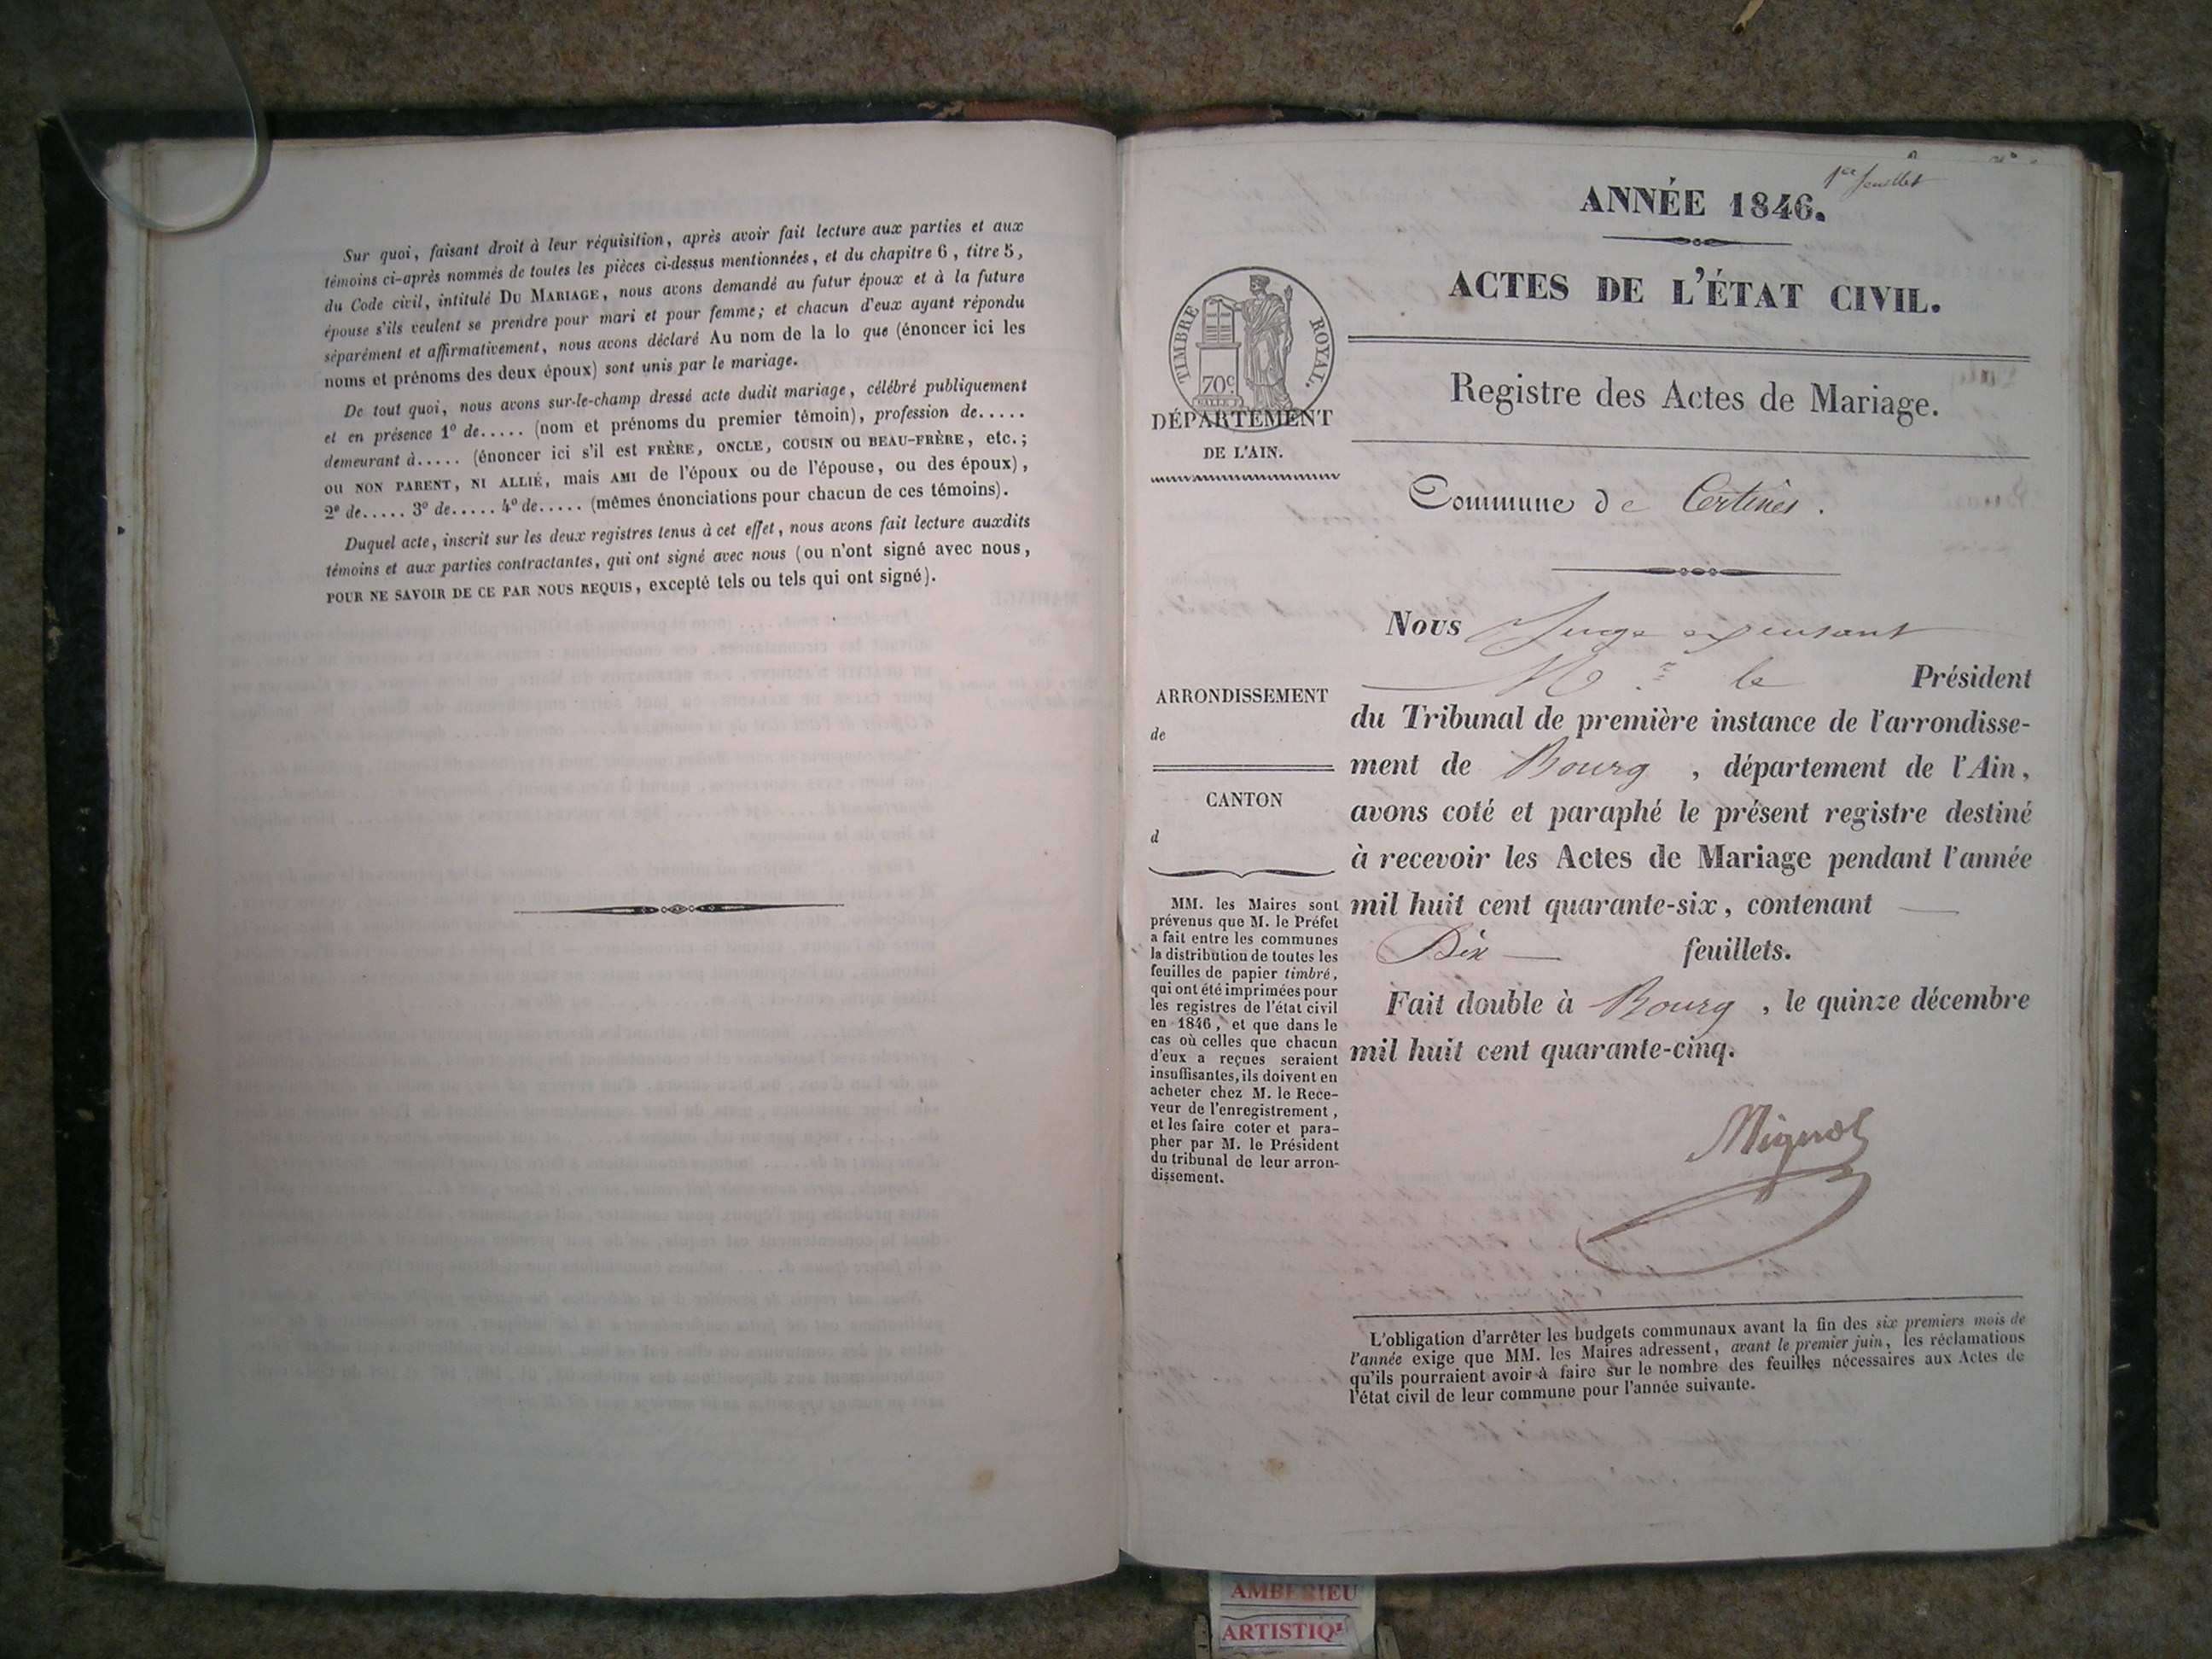 Sur quoi, faisant droit à leur réquisition, après avoir fait lecture aux parties et aux
témoins ci-après nommés de toutes les pièces ci-dessus mentionnées, et du chapitre 6, titre 5,
du Code civil, intitulé DU MARIAGE, nous avons demandé au futur époux et à la future
épouse s'ils veulent se prendre pour mari et pour femme; et chacun d'eux ayant répondu
séparément et affirmativement, nous avons déclaré Au nom de la lo que (énoncer ici les
noms et prénoms des deux époux) sont unis par le mariage.
De tout quoi, nous avons sur-le-champ dressé acte dudit mariage, célébré publiquement
et en présence 1º de..... (nom et prénoms du premier témoin), profession de.....
demeurant à..... (énoncer ici s'il est FRÈRE, ONCLE, COUSIN OU BEAU-FRÈRE, etc.;
OU NON PARENT, NI ALLIÉ, mais AMI de l'époux ou de l'épouse, ou des époux),
2º de..... 3º de..... 4º de..... (mêmes énonciations pour chacun de ces témoins).
Duquel acte, inscrit sur les deux registres tenus à cet effet, nous avons fait lecture auxdits
témoins et aux parties contractantes, qui ont signé avec nous (ou n'ont signé avec nous,
POUR NE SAVOIR DE CE PAR NOUS REQUIS, excepté tels ou tels qui ont signé).
1er feuillet
ANNÉE 1846.
ACTES DE L'ÉTAT CIVIL.
TIMBRE ROYAL.
70c
DÉPARTEMENT
DE L'AIN.
Registre des Actes de Mariage.
Commune de Certines.
ARRONDISSEMENT
de
CANTON
d
MM. les Maires sont
prévenus que M. le Préfet
a fait entre les communes
la distribution de toutes les
feuilles de papier timbré,
qui ont été imprimées pour
les registres de l'état civil
en 1846, et que dans le
cas où celles que chacun
d'eux a reçues seraient
insuffisantes, ils doivent en
acheter chez M. le Rece-
veur de l'enregistrement,
et les faire coter et para-
pher par M. le Président
du tribunal de leur arron-
dissement.
Nous Juge
Mr le Président
du Tribunal de première instance de l'arrondisse-
ment de Bourg, département de l'Ain,
avons coté et paraphé le présent registre destiné
à recevoir les Actes de Mariage pendant l'année
mil huit cent quarante-six, contenant
Dix feuillets.
Fait double à Bourg, le quinze décembre
mil huit cent quarante-cinq.
Mignot
L'obligation d'arrêter les budgets communaux avant la fin des six premiers mois de
l'année exige que MM. les Maires adressent, avant le premier juin, les réclamations
qu'ils pourraient avoir à faire sur le nombre des feuilles nécessaires aux Actes de
l'état civil de leur commune pour l'année suivante.
AMBERIEU
ARTISTIQ